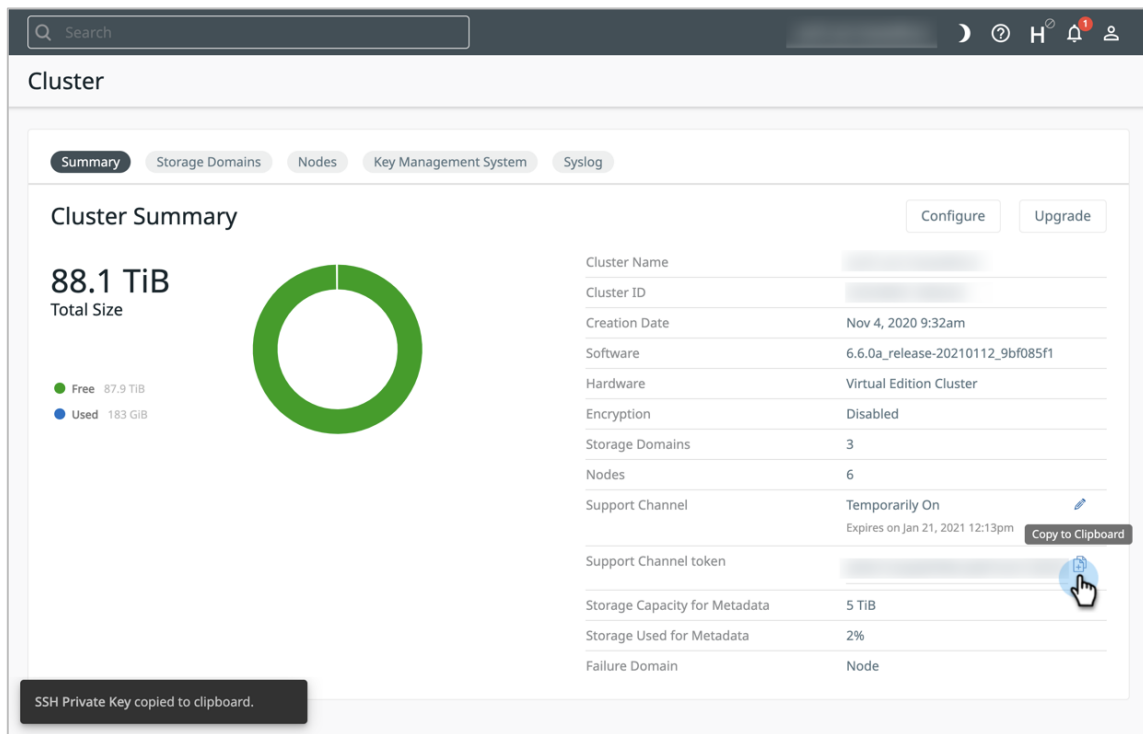 Search
H
1
Cluster
Summary
Storage Domains
Nodes
Key Management System
Syslog
Cluster Summary
Configure
Upgrade
88.1 TiB
Total Size
Free 87.9 TiB
Used 183 GiB
Cluster Name
Cluster ID
Creation Date Nov 4, 2020 9:32am
Software 6.6.0a_release-20210112_9bf085f1
Hardware Virtual Edition Cluster
Encryption Disabled
Storage Domains 3
Nodes 6
Support Channel Temporarily On
Expires on Jan 21, 2021 12:13pm
Copy to Clipboard
Support Channel token
Storage Capacity for Metadata 5 TiB
Storage Used for Metadata 2%
Failure Domain Node
SSH Private Key copied to clipboard.